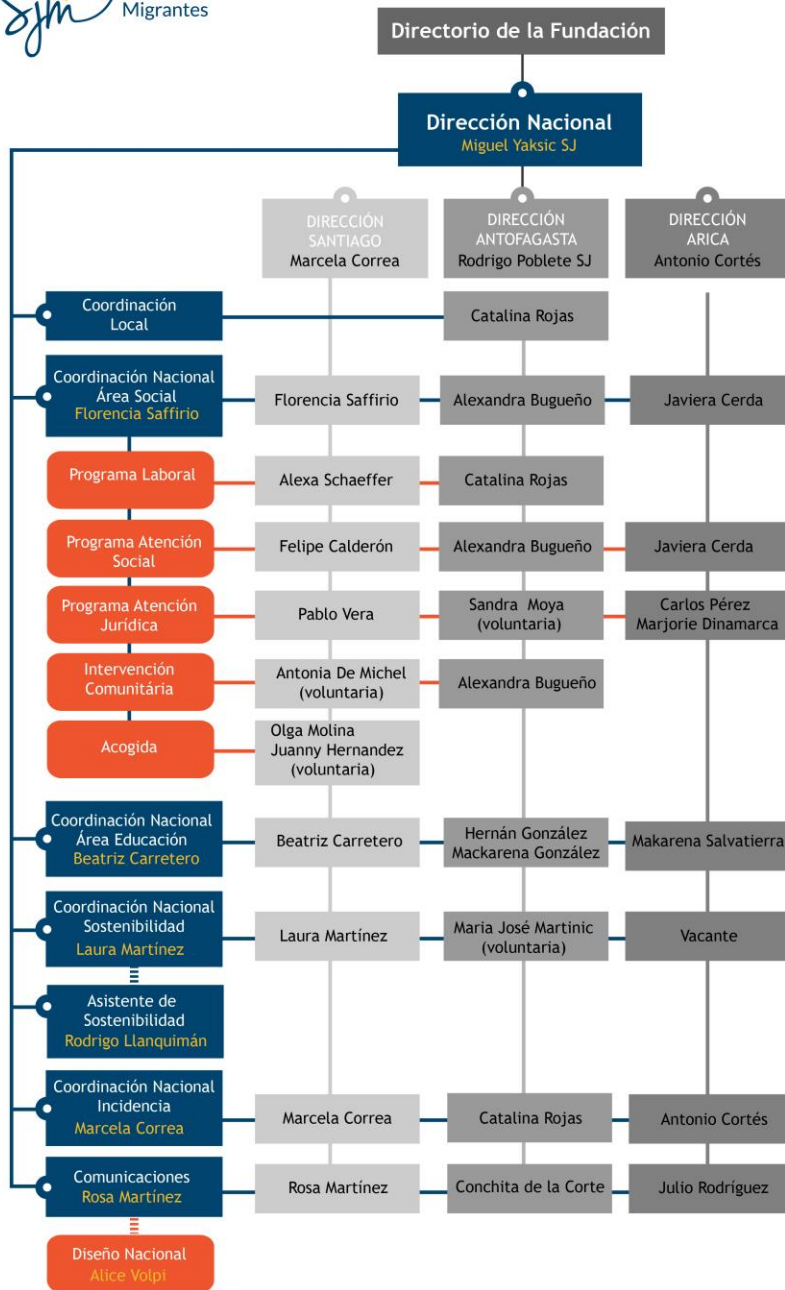 sjm
Migrantes
Directorio de la Fundación
Dirección Nacional
Miguel Yaksic SJ
DIRECCIÓN
SANTIAGO
Marcela Correa
DIRECCIÓN
ANTOFAGASTA
Rodrigo Poblete SJ
DIRECCIÓN
ARICA
Antonio Cortés
Coordinación
Local
Catalina Rojas
Coordinación Nacional
Área Social
Florencia Saffirio
Florencia Saffirio
Alexandra Bugueño
Javiera Cerda
Programa Laboral
Alexa Schaeffer
Catalina Rojas
Programa Atención
Social
Felipe Calderón
Alexandra Bugueño
Javiera Cerda
Programa Atención
Jurídica
Pablo Vera
Sandra Moya
(voluntaria)
Carlos Pérez
Marjorie Dinamarca
Intervención
Comunitária
Antonia De Michel
(voluntaria)
Alexandra Bugueño
Acogida
Olga Molina
Juanny Hernandez
(voluntaria)
Coordinación Nacional
Área Educación
Beatriz Carretero
Beatriz Carretero
Hernán González
Mackarena González
Makarena Salvatierra
Coordinación Nacional
Sostenibilidad
Laura Martínez
Laura Martínez
Maria José Martinic
(voluntaria)
Vacante
Asistente de
Sostenibilidad
Rodrigo Llanquimán
Coordinación Nacional
Incidencia
Marcela Correa
Marcela Correa
Catalina Rojas
Antonio Cortés
Comunicaciones
Rosa Martínez
Rosa Martínez
Conchita de la Corte
Julio Rodríguez
Diseño Nacional
Alice Volpi